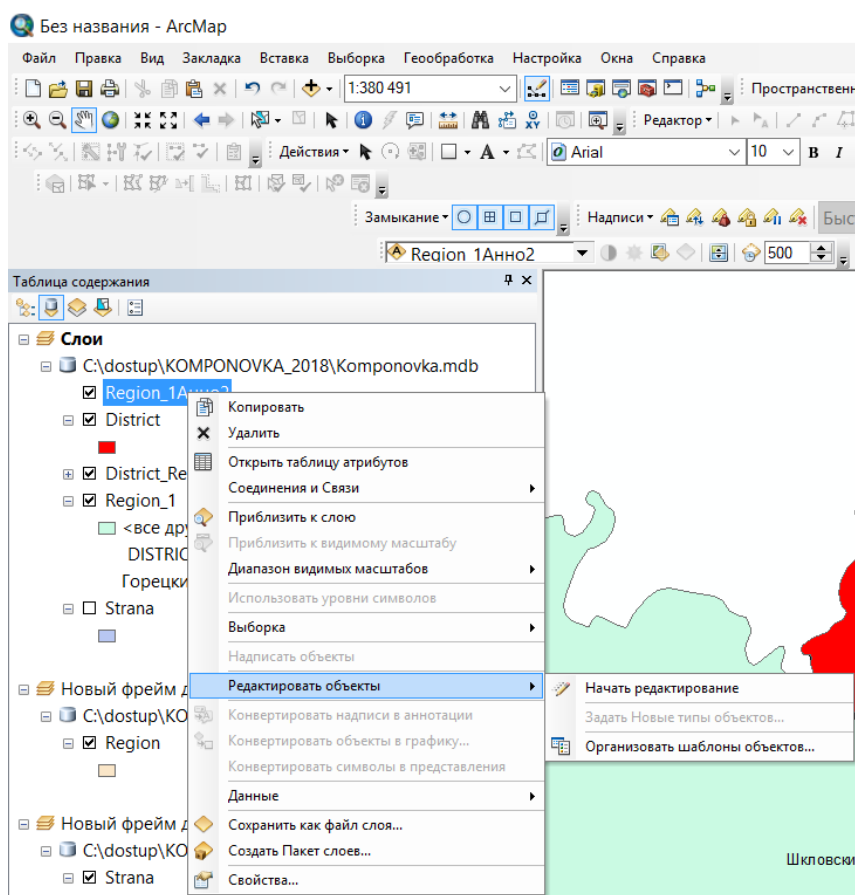 Без названия - ArcMap
Файл Правка Вид Закладка Вставка Выборка Геообработка Настройка Окна Справка
1:380 491
Редактор
Действия A Arial 10 B I
Замыкание Надписи
Region_1Анно2 500
Таблица содержания
Слои
C:\dostup\KOMPONOVKA_2018\Komponovka.mdb
Region_1Анно2
Копировать
District
Удалить
Открыть таблицу атрибутов
District_Re
Соединения и Связи
Region_1
Приблизить к слою
<все
Приблизить к видимому масштабу
DISTRIC
Диапазон видимых масштабов
Горецки
Использовать уровни символов
Strana
Выборка
Надписать объекты
Новый фрейм
Редактировать объекты
Начать редактирование
C:\dostup\KO
Конвертировать надписи в аннотации
Задать Новые типы объектов...
Region
Конвертировать объекты в графику...
Организовать шаблоны объектов...
Конвертировать символы в представления
Данные
Новый фрейм
Сохранить как файл слоя...
C:\dostup\KO
Создать Пакет слоев...
Шкловски
Strana
Свойства...